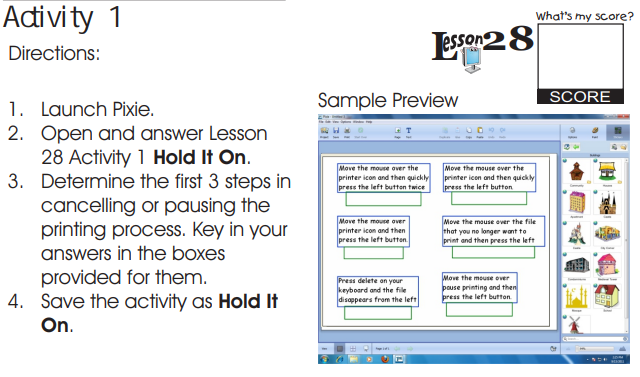 Activity 1
Directions:
1. Launch Pixie.
2. Open and answer Lesson
28 Activity 1 Hold It On.
3. Determine the first 3 steps in
cancelling or pausing the
printing process. Key in your
answers in the boxes
provided for them.
4. Save the activity as Hold It
On.
Lesson 28
What's my score?
SCORE
Sample Preview
Move the mouse over the
printer icon and then quickly
press the left button twice
Move the mouse over the
printer icon and then quickly
press the left button.
Move the mouse over
printer icon and then
press the left button.
Move the mouse over the file
that you no longer want to
print and then press the left
Press delete on your
keyboard and the file
disappears from the left
Move the mouse over
pause printing and then
press the left button.